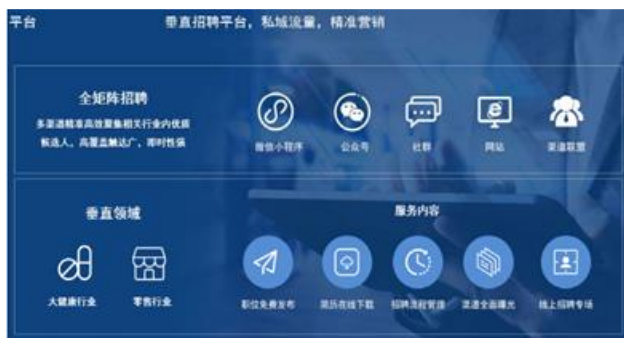 平台
垂直招聘平台，私域流量，精准营销
全矩阵招聘
多渠道精准高效聚集相关行业内优质
候选人，高覆盖触达广，即时性强
微信小程序 公众号 社群 网站 渠道联盟
垂直领域
服务内容
大健康行业 零售行业
职位免费发布 简历在线下载 招聘流程管理 渠道全面曝光 线上招聘专场